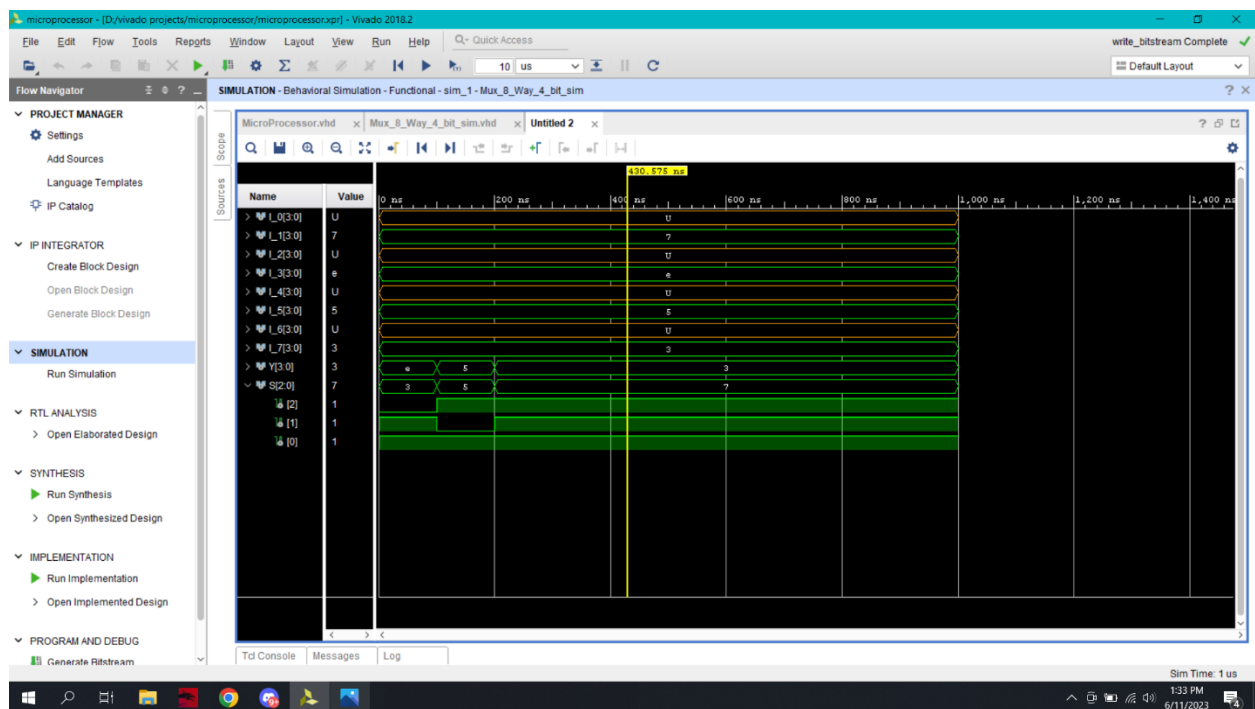 microprocessor - [D:/vivado projects/microprocessor/microprocessor.xpr] - Vivado 2018.2
File Edit Flow Tools Reports Window Layout View Run Help Q- Quick Access write_bitstream Complete
10 us Default Layout
Flow Navigator ? SIMULATION - Behavioral Simulation - Functional - sim_1 - Mux_8_Way_4_bit_sim ?
PROJECT MANAGER
Settings
Add Sources
Language Templates
IP Catalog
IP INTEGRATOR
Create Block Design
Open Block Design
Generate Block Design
SIMULATION
Run Simulation
RTL ANALYSIS
Open Elaborated Design
SYNTHESIS
Run Synthesis
Open Synthesized Design
IMPLEMENTATION
Run Implementation
Open Implemented Design
PROGRAM AND DEBUG
Generate Bitstream
Scope
Sources
MicroProcessor.vhd Mux_8_Way_4_bit_sim.vhd Untitled 2 ?
430.575 ns
Name Value 0 ns 200 ns 400 ns 600 ns 800 ns 1,000 ns 1,200 ns 1,400 ns
I_0[3:0] U U
I_1[3:0] 7 7
I_2[3:0] U U
I_3[3:0] e e
I_4[3:0] U U
I_5[3:0] 5 5
I_6[3:0] U U
I_7[3:0] 3 3
Y[3:0] 3 e 5 3
S[2:0] 7 3 5 7
[2] 1
[1] 1
[0] 1
Tcl Console Messages Log
Sim Time: 1 us
1:33 PM
6/11/2023
4